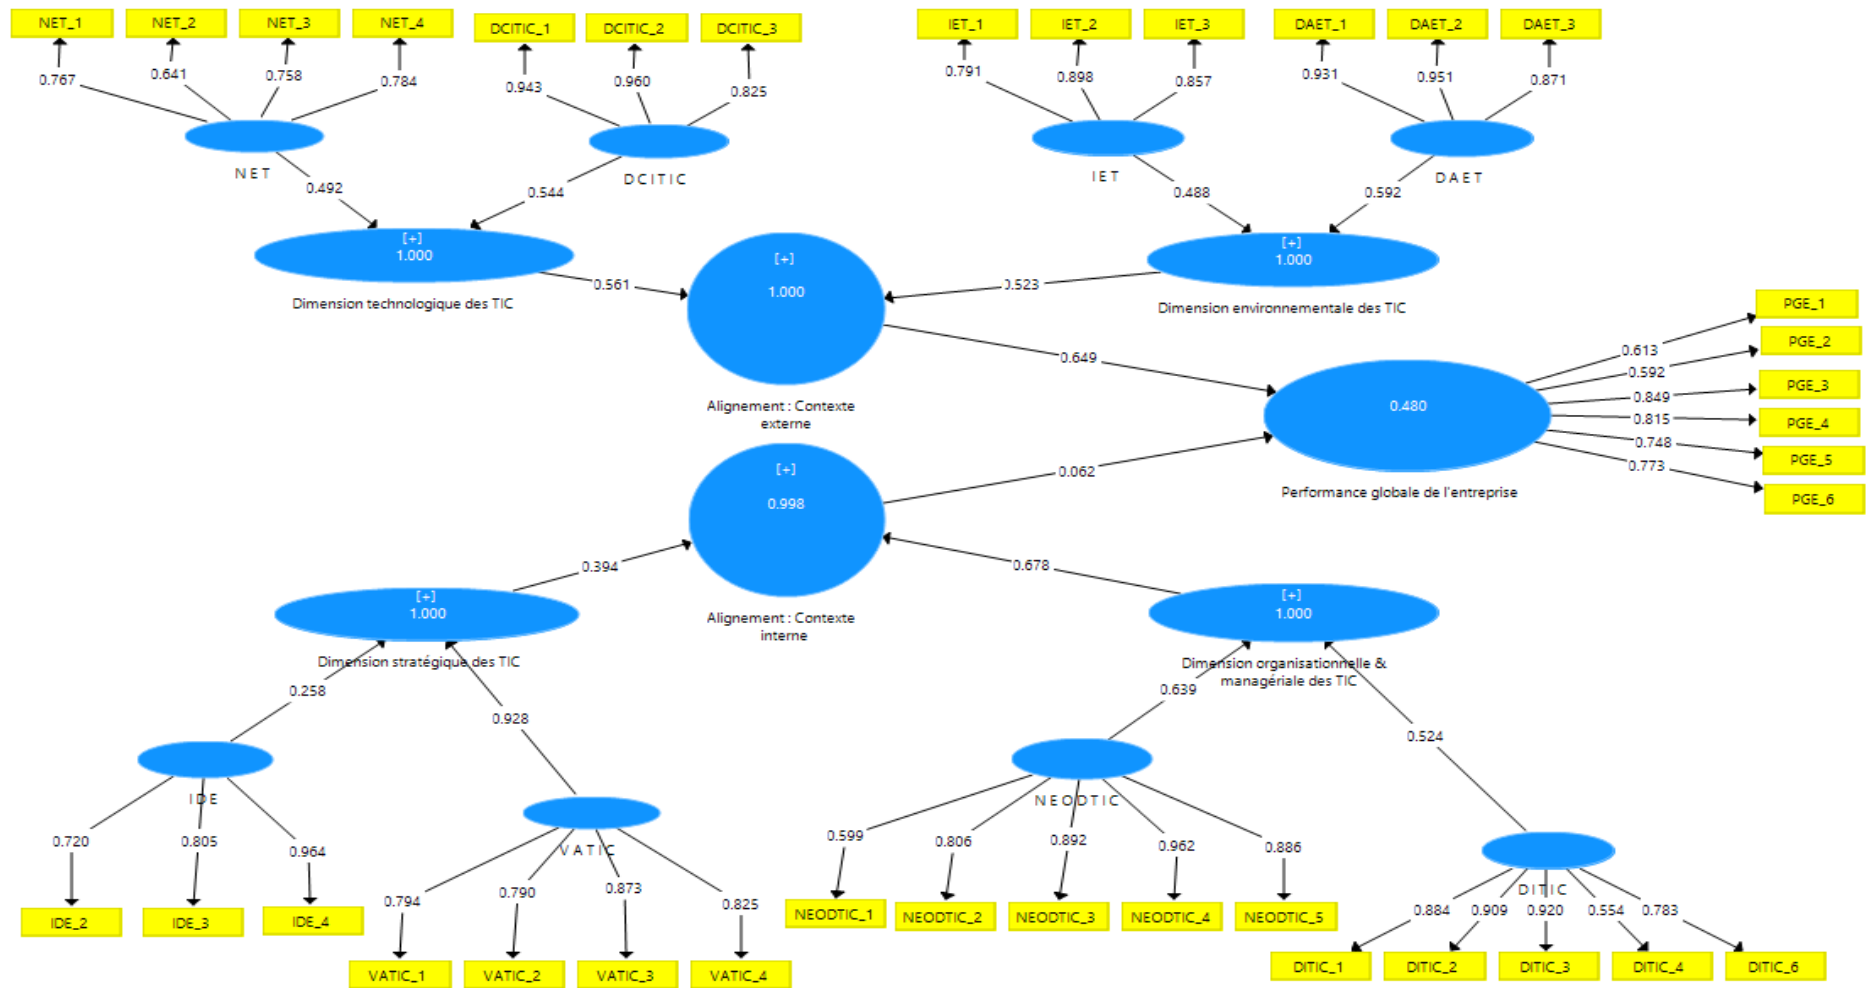 NET_1
NET_2
NET_3
NET_4
DCITIC_1
DCITIC_2
DCITIC_3
IET_1
IET_2
IET_3
DAET_1
DAET_2
DAET_3
0.767
0.641
0.758
0.784
0.943
0.960
0.825
0.791
0.898
0.857
0.931
0.951
0.871
NET
DCITIC
IET
DAET
0.492
0.544
0.488
0.592
[+]
1.000
Dimension technologique des TIC
[+]
1.000
Dimension environnementale des TIC
0.561
0.523
[+]
1.000
Alignement : Contexte
externe
0.649
0.480
Performance globale de l'entreprise
0.613
0.592
0.849
0.815
0.748
0.773
PGE_1
PGE_2
PGE_3
PGE_4
PGE_5
PGE_6
[+]
0.998
Alignement : Contexte
interne
0.062
0.394
0.678
[+]
1.000
Dimension stratégique des TIC
[+]
1.000
Dimension organisationnelle &
managériale des TIC
0.258
0.928
0.639
0.524
IDE
VATIC
NEODTIC
DITIC
0.720
0.805
0.964
0.794
0.790
0.873
0.825
0.599
0.806
0.892
0.962
0.886
0.884
0.909
0.920
0.554
0.783
IDE_2
IDE_3
IDE_4
VATIC_1
VATIC_2
VATIC_3
VATIC_4
NEODTIC_1
NEODTIC_2
NEODTIC_3
NEODTIC_4
NEODTIC_5
DITIC_1
DITIC_2
DITIC_3
DITIC_4
DITIC_6